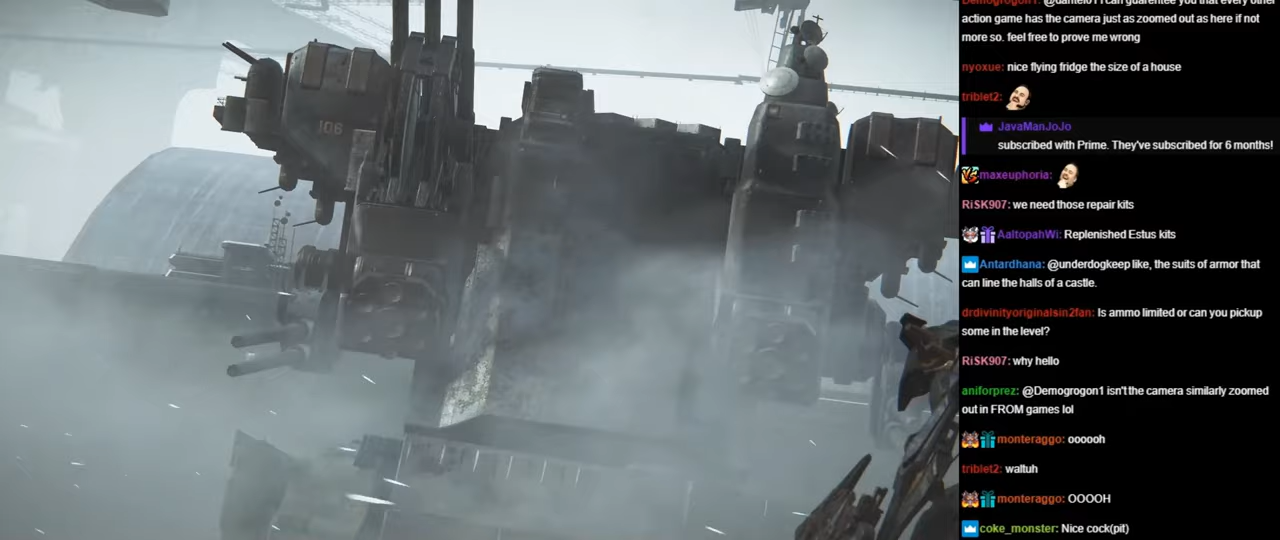 Demogrogon1: @damielo1 I can guarentee you that every other
action game has the camera just as zoomed out as here if not
more so. feel free to prove me wrong
nyoxue: nice flying fridge the size of a house
triblet2:
JavaManJoJo
subscribed with Prime. They've subscribed for 6 months!
maxeuphoria:
RiSK907: we need those repair kits
AaltopahWi: Replenished Estus kits
Antardhana: @underdogkeep like, the suits of armor that
can line the halls of a castle.
drdivinityoriginalsin2fan: Is ammo limited or can you pickup
some in the level?
RiSK907: why hello
aniforprez: @Demogrogon1 isn't the camera similarly zoomed
out in FROM games lol
monteraggo: oooooh
triblet2: waltuh
monteraggo: OOOOH
coke_monster: Nice cock(pit)
106